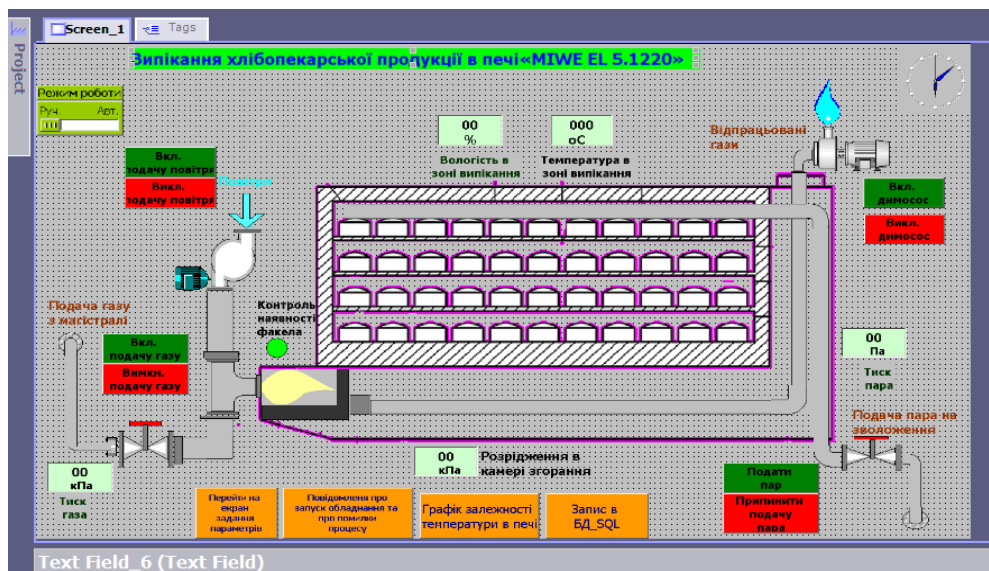 Screen_1
Tags
Project
Випікання хлібопекарської продукції в печі«MIWE EL 5.1220»
Режим роботи
Руч. Авт.
00
%
Вологість в
зоні випікання
000
оС
Температура в
зоні випікання
Відпрацьовані
гази
Вкл.
подачу повітря
Викл.
подачу повітря
Повітря
Вкл.
димосос
Викл.
димосос
Подача газу
з магістралі
Контроль
наявності
факела
Вкл.
подачу газу
Вимкн.
подачу газу
00
Па
Тиск
пара
Подача пара на
зволоження
00
кПа
Тиск
газа
00
кПа
Розрідження в
камері згорання
Подати
пар
Припинити
подачу
пара
Перейти на
екран
задання
параметрів
Повідомленя про
запуск обладнання та
про помилки
процесу
Графік залежності
температури в печі
Запис в
БД_SQL
Text Field_6 (Text Field)